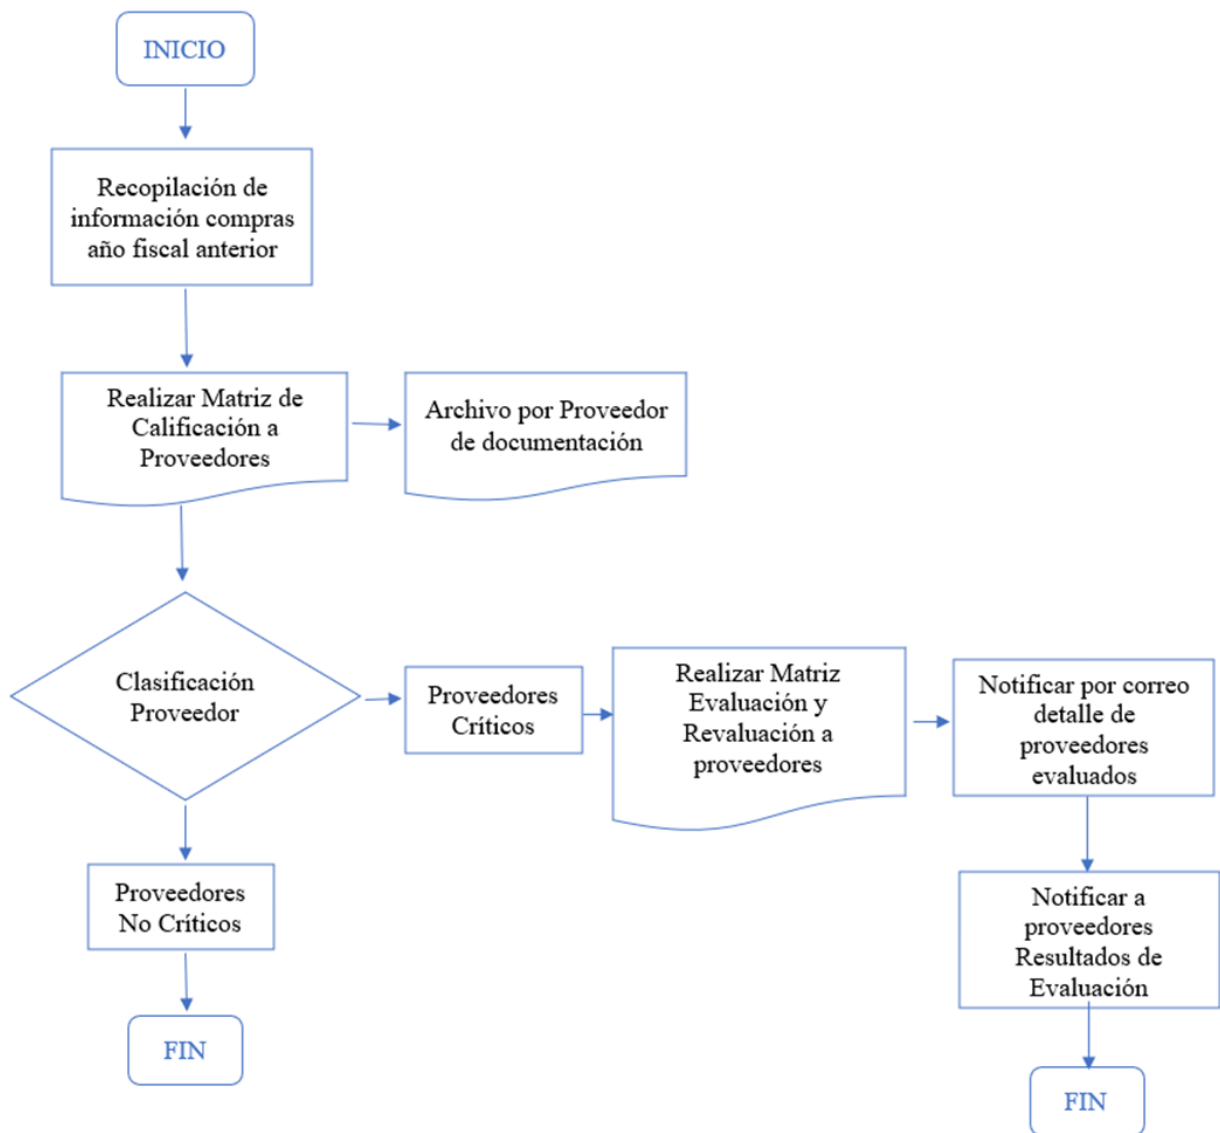 INICIO
Recopilación de
información compras
año fiscal anterior
Realizar Matriz de
Calificación a
Proveedores
Archivo por Proveedor
de documentación
Clasificación
Proveedor
Proveedores
Críticos
Realizar Matriz
Evaluación y
Revaluación a
proveedores
Notificar por correo
detalle de
proveedores
evaluados
Proveedores
No Críticos
Notificar a
proveedores
Resultados de
Evaluación
FIN
FIN